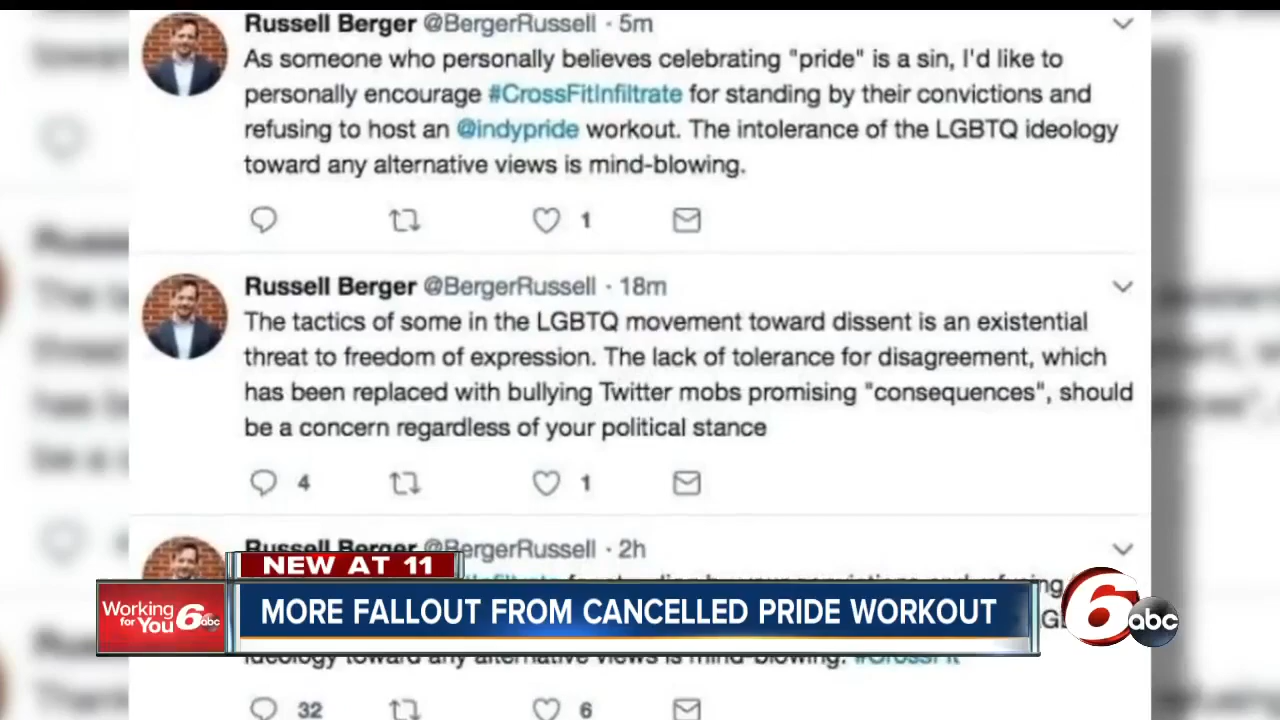 Russell Berger @BergerRussell · 5m
As someone who personally believes celebrating "pride" is a sin, I'd like to
personally encourage #CrossFitInfiltrate for standing by their convictions and
refusing to host an @indypride workout. The intolerance of the LGBTQ ideology
toward any alternative views is mind-blowing.
1
Russell Berger @BergerRussell · 18m
The tactics of some in the LGBTQ movement toward dissent is an existential
threat to freedom of expression. The lack of tolerance for disagreement, which
has been replaced with bullying Twitter mobs promising "consequences", should
be a concern regardless of your political stance
4 1
Russell Berger @BergerRussell · 2h
ideology toward any alternative views is mind-blowing. #CrossFit
32 6
NEW AT 11
MORE FALLOUT FROM CANCELLED PRIDE WORKOUT
Working
for
You 6abc
6abc